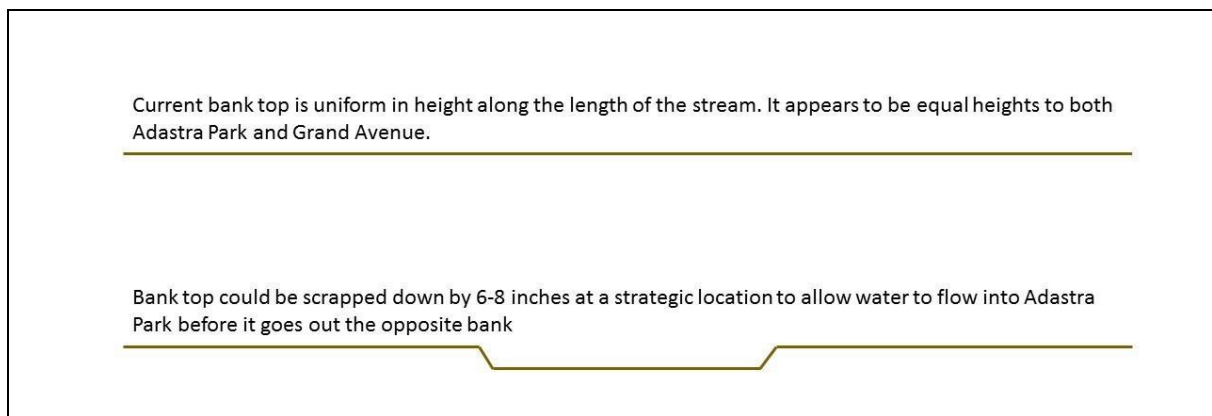 Current bank top is uniform in height along the length of the stream. It appears to be equal heights to both
Adastra Park and Grand Avenue.
Bank top could be scrapped down by 6-8 inches at a strategic location to allow water to flow into Adastra
Park before it goes out the opposite bank